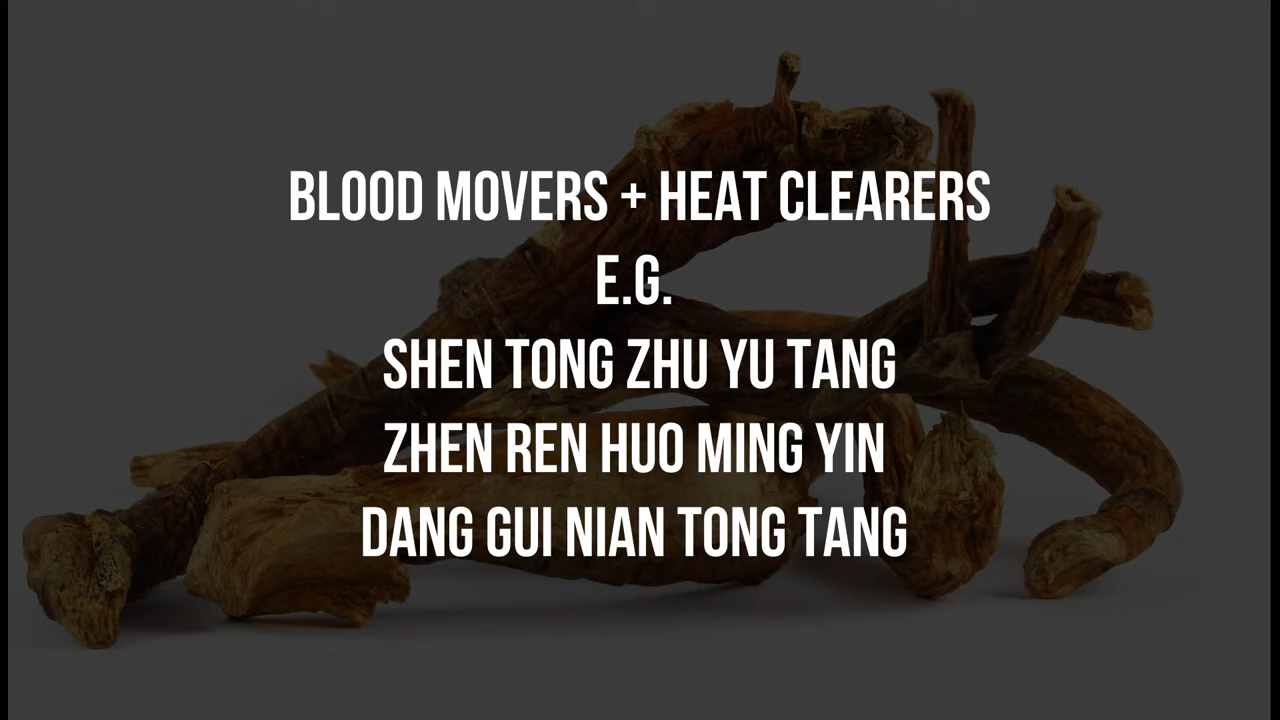 BLOOD MOVERS + HEAT CLEARERS
E.G.
SHEN TONG ZHU YU TANG
ZHEN REN HUO MING YIN
DANG GUI NIAN TONG TANG